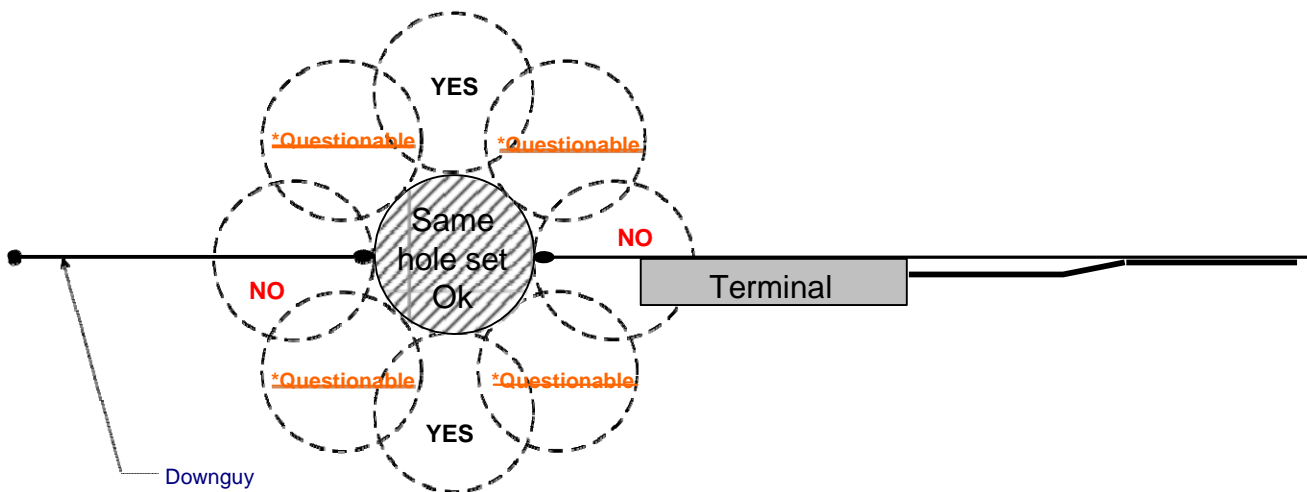 YES
*Questionable
*Questionable
Same
hole set
Ok
NO
NO
Terminal
*Questionable
*Questionable
YES
Downguy